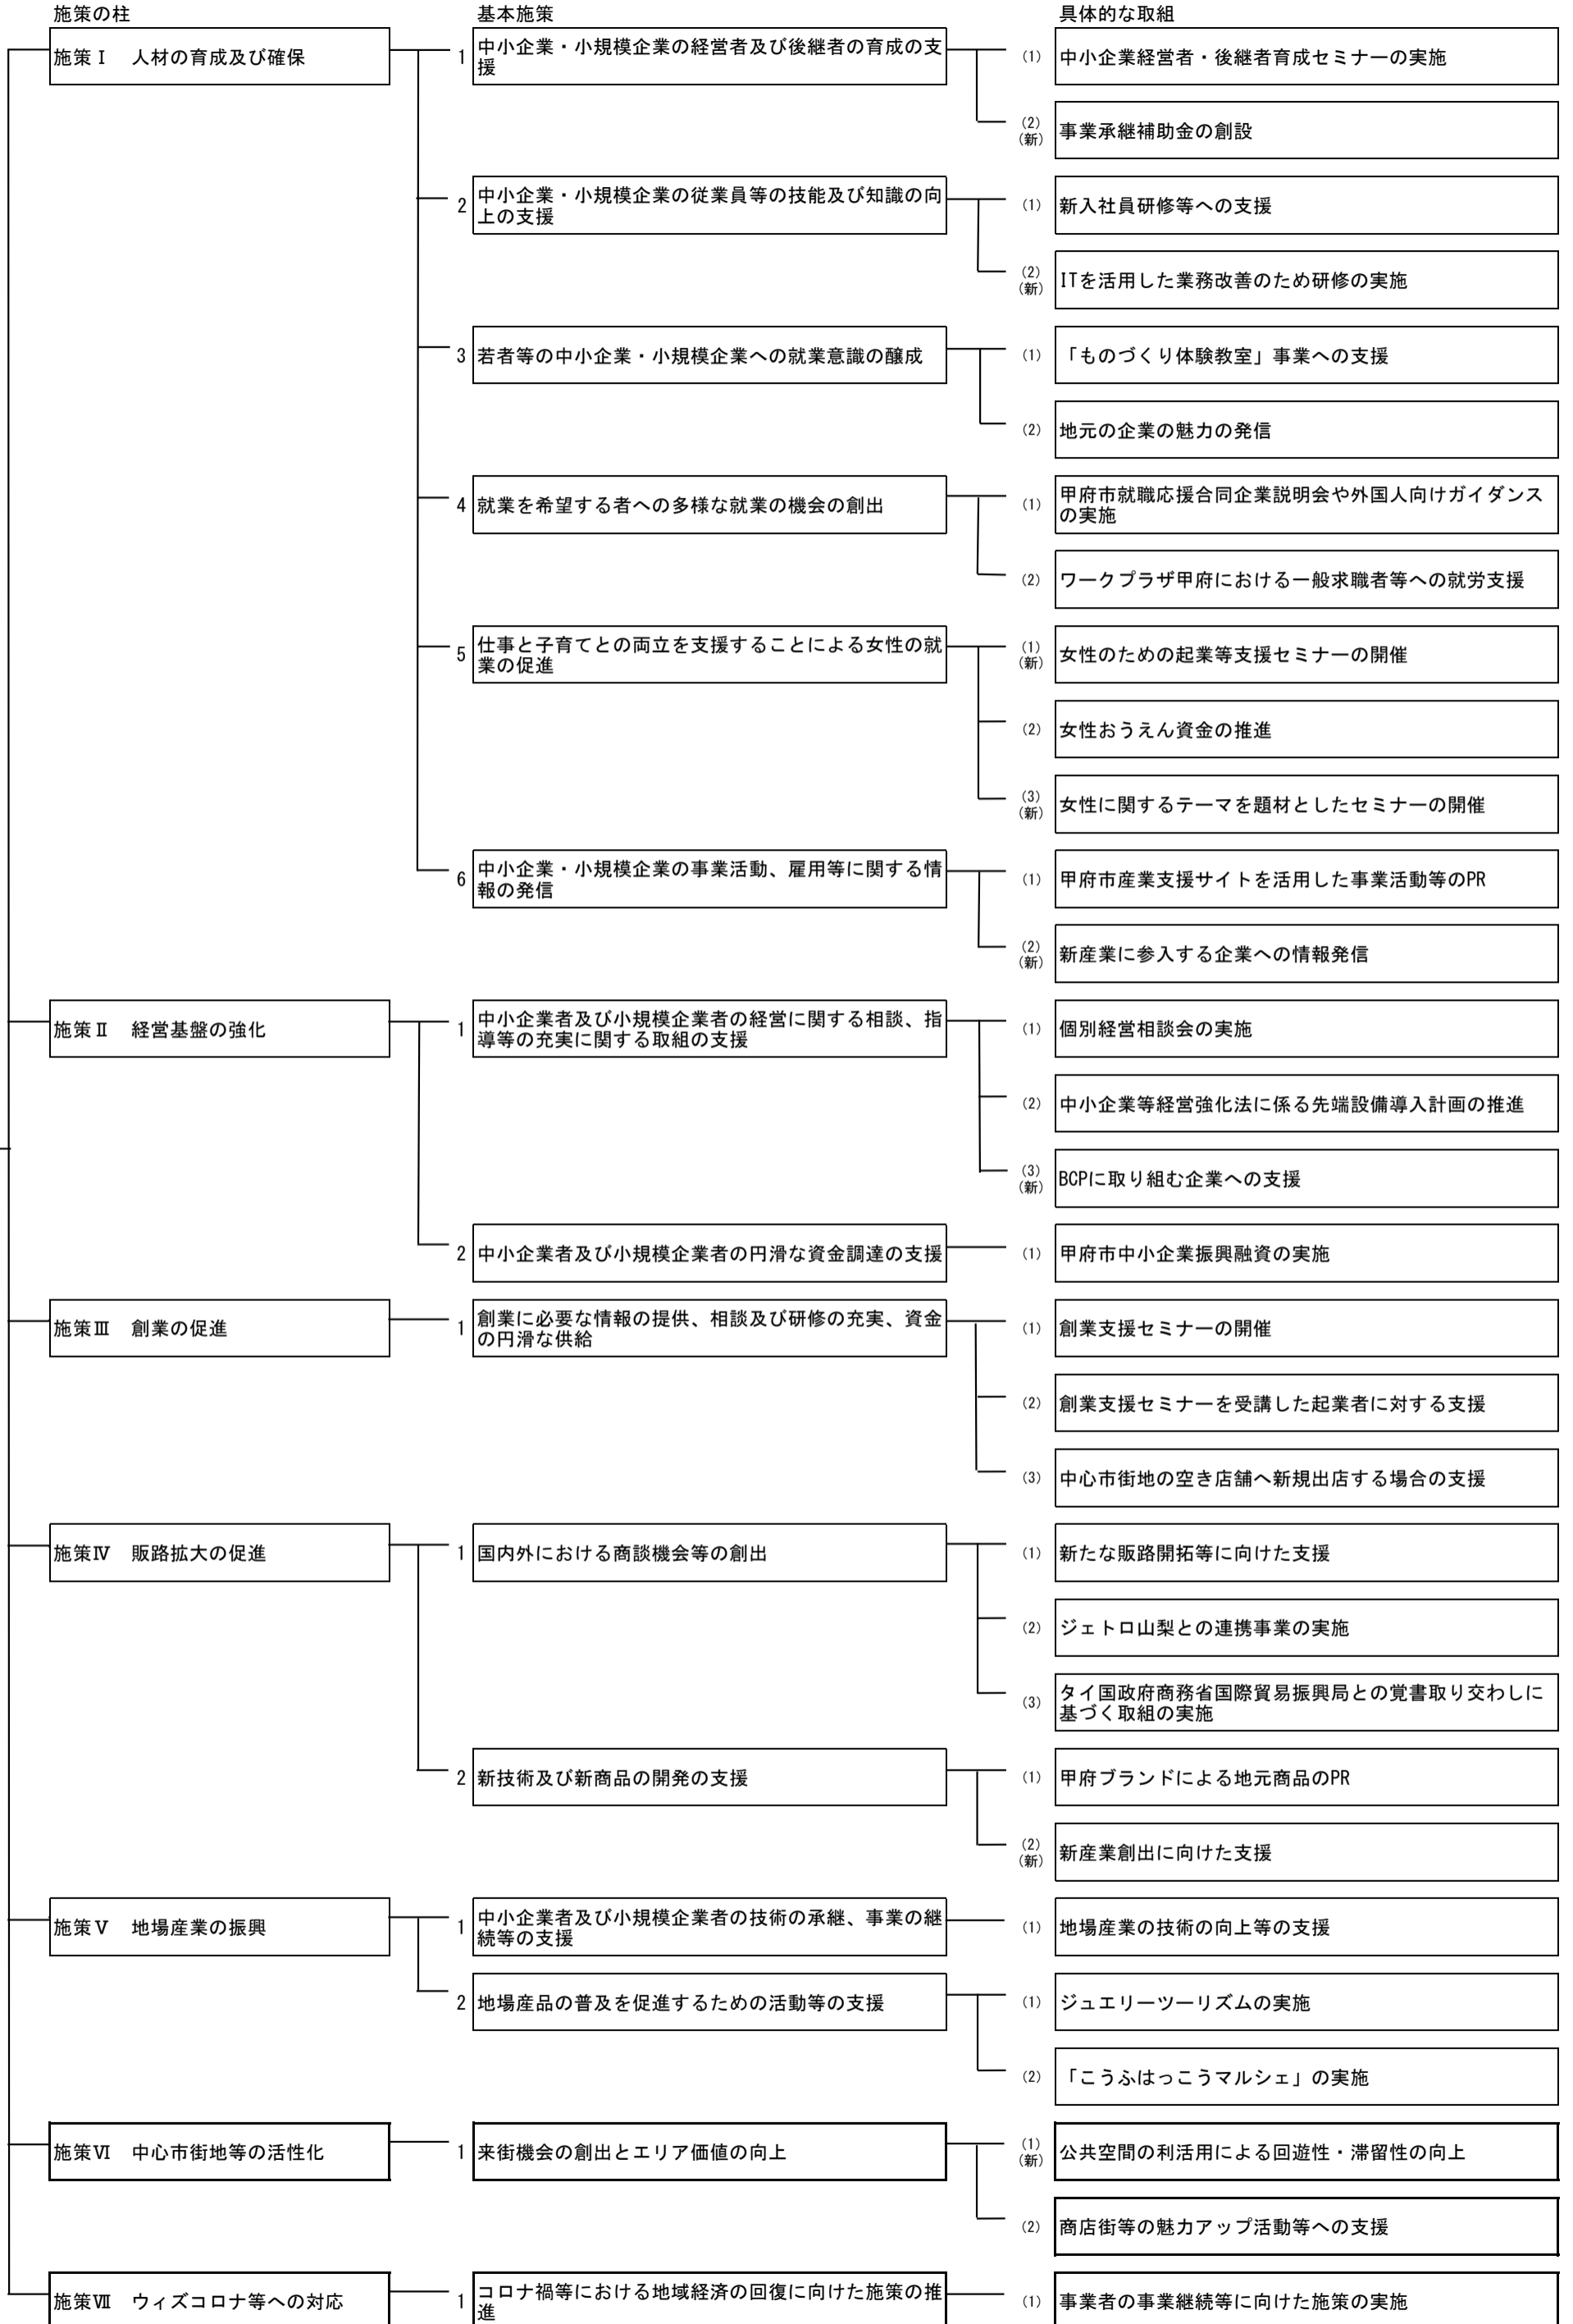 施策の柱
基本施策
具体的な取組
施策Ⅰ　人材の育成及び確保
1
中小企業・小規模企業の経営者及び後継者の育成の支
援
(1)
中小企業経営者・後継者育成セミナーの実施
(2)
(新)
事業承継補助金の創設
2
中小企業・小規模企業の従業員等の技能及び知識の向
上の支援
(1)
新入社員研修等への支援
(2)
(新)
ITを活用した業務改善のため研修の実施
3
若者等の中小企業・小規模企業への就業意識の醸成
(1)
「ものづくり体験教室」事業への支援
(2)
地元の企業の魅力の発信
4
就業を希望する者への多様な就業の機会の創出
(1)
甲府市就職応援合同企業説明会や外国人向けガイダンス
の実施
(2)
ワークプラザ甲府における一般求職者等への就労支援
5
仕事と子育てとの両立を支援することによる女性の就
業の促進
(1)
(新)
女性のための起業等支援セミナーの開催
(2)
女性おうえん資金の推進
(3)
(新)
女性に関するテーマを題材としたセミナーの開催
6
中小企業・小規模企業の事業活動、雇用等に関する情
報の発信
(1)
甲府市産業支援サイトを活用した事業活動等のPR
(2)
(新)
新産業に参入する企業への情報発信
施策Ⅱ　経営基盤の強化
1
中小企業者及び小規模企業者の経営に関する相談、指
導等の充実に関する取組の支援
(1)
個別経営相談会の実施
(2)
中小企業等経営強化法に係る先端設備導入計画の推進
(3)
(新)
BCPに取り組む企業への支援
2
中小企業者及び小規模企業者の円滑な資金調達の支援
(1)
甲府市中小企業振興融資の実施
施策Ⅲ　創業の促進
1
創業に必要な情報の提供、相談及び研修の充実、資金
の円滑な供給
(1)
創業支援セミナーの開催
(2)
創業支援セミナーを受講した起業者に対する支援
(3)
中心市街地の空き店舗へ新規出店する場合の支援
施策Ⅳ　販路拡大の促進
1
国内外における商談機会等の創出
(1)
新たな販路開拓等に向けた支援
(2)
ジェトロ山梨との連携事業の実施
(3)
タイ国政府商務省国際貿易振興局との覚書取り交わしに
基づく取組の実施
2
新技術及び新商品の開発の支援
(1)
甲府ブランドによる地元商品のPR
(2)
(新)
新産業創出に向けた支援
施策Ⅴ　地場産業の振興
1
中小企業者及び小規模企業者の技術の承継、事業の継
続等の支援
(1)
地場産業の技術の向上等の支援
2
地場産品の普及を促進するための活動等の支援
(1)
ジュエリーツーリズムの実施
(2)
「こうふはっこうマルシェ」の実施
施策Ⅵ　中心市街地等の活性化
1
来街機会の創出とエリア価値の向上
(1)
(新)
公共空間の利活用による回遊性・滞留性の向上
(2)
商店街等の魅力アップ活動等への支援
施策Ⅶ　ウィズコロナ等への対応
1
コロナ禍等における地域経済の回復に向けた施策の推
進
(1)
事業者の事業継続等に向けた施策の実施